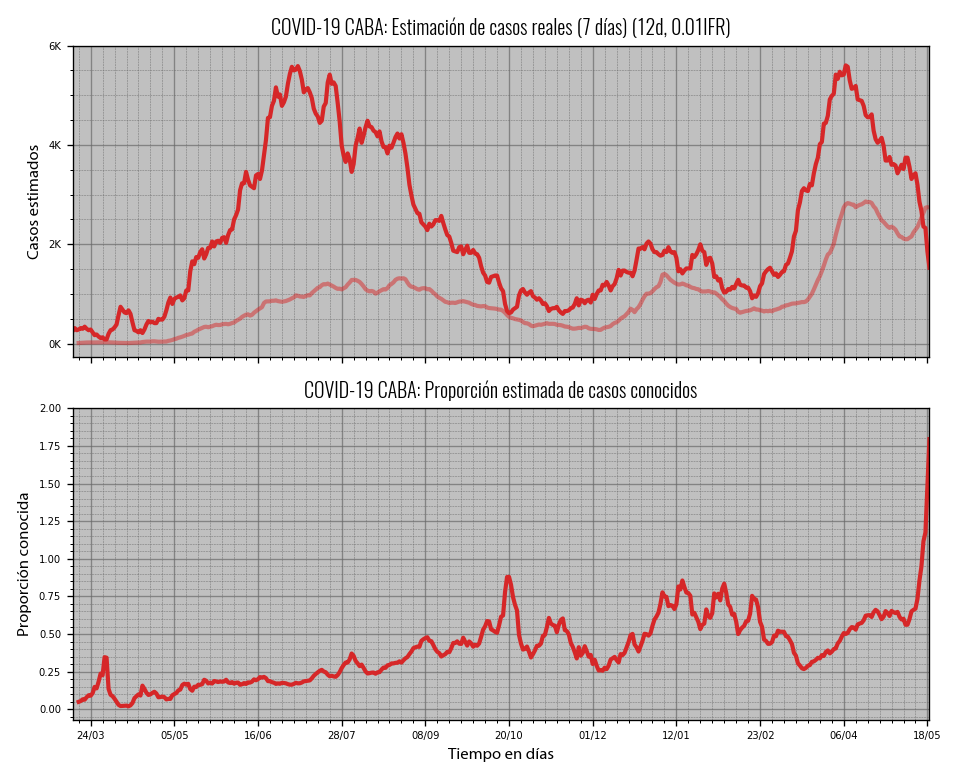 COVID-19 CABA: Estimación de casos reales (7 días) (12d, 0.01IFR)
6K
4K
2K
0K
Casos estimados
COVID-19 CABA: Proporción estimada de casos conocidos
2.00
1.75
1.50
1.25
1.00
0.75
0.50
0.25
0.00
Proporción conocida
24/03 05/05 16/06 28/07 08/09 20/10 01/12 12/01 23/02 06/04 18/05
Tiempo en días